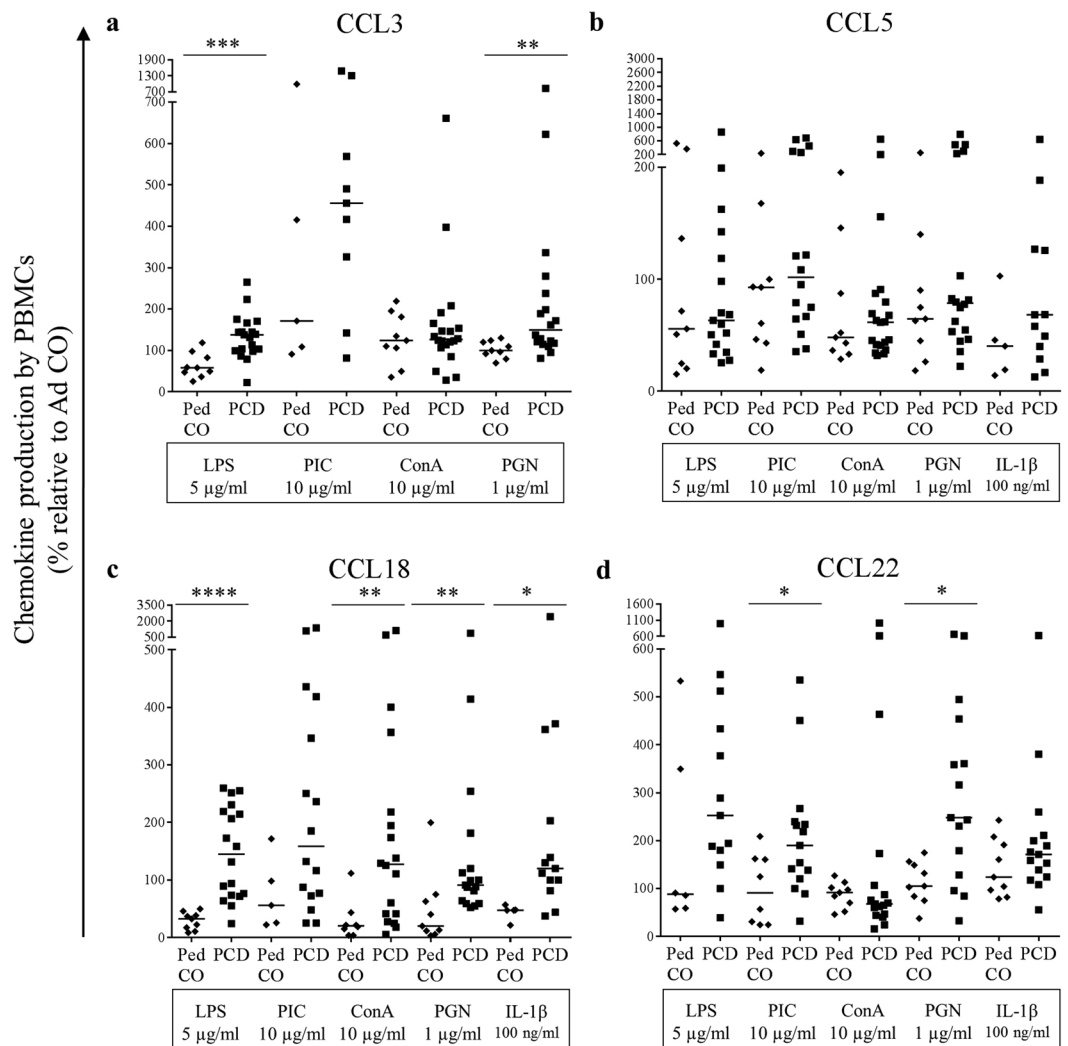 Chemokine production by PBMCs
(% relative to Ad CO)
a
CCL3
*** **
1900
1300
700
600
500
400
300
200
100
0
Ped CO PCD Ped CO PCD Ped CO PCD Ped CO PCD
LPS PIC ConA PGN
5 µg/ml 10 µg/ml 10 µg/ml 1 µg/ml
b
CCL5
3000
2600
2200
1800
1400
1000
600
200
200
100
0
Ped CO PCD Ped CO PCD Ped CO PCD Ped CO PCD Ped CO PCD
LPS PIC ConA PGN IL-1β
5 µg/ml 10 µg/ml 10 µg/ml 1 µg/ml 100 ng/ml
c
CCL18
**** ** ** *
3500
2000
500
500
400
300
200
100
0
Ped CO PCD Ped CO PCD Ped CO PCD Ped CO PCD Ped CO PCD
LPS PIC ConA PGN IL-1β
5 µg/ml 10 µg/ml 10 µg/ml 1 µg/ml 100 ng/ml
d
CCL22
* *
1600
1100
600
600
500
400
300
200
100
0
Ped CO PCD Ped CO PCD Ped CO PCD Ped CO PCD Ped CO PCD
LPS PIC ConA PGN IL-1β
5 µg/ml 10 µg/ml 10 µg/ml 1 µg/ml 100 ng/ml